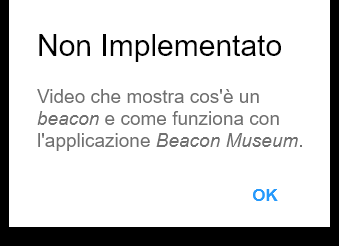 Non Implementato
Video che mostra cos'è un
beacon e come funziona con
l'applicazione Beacon Museum.
OK